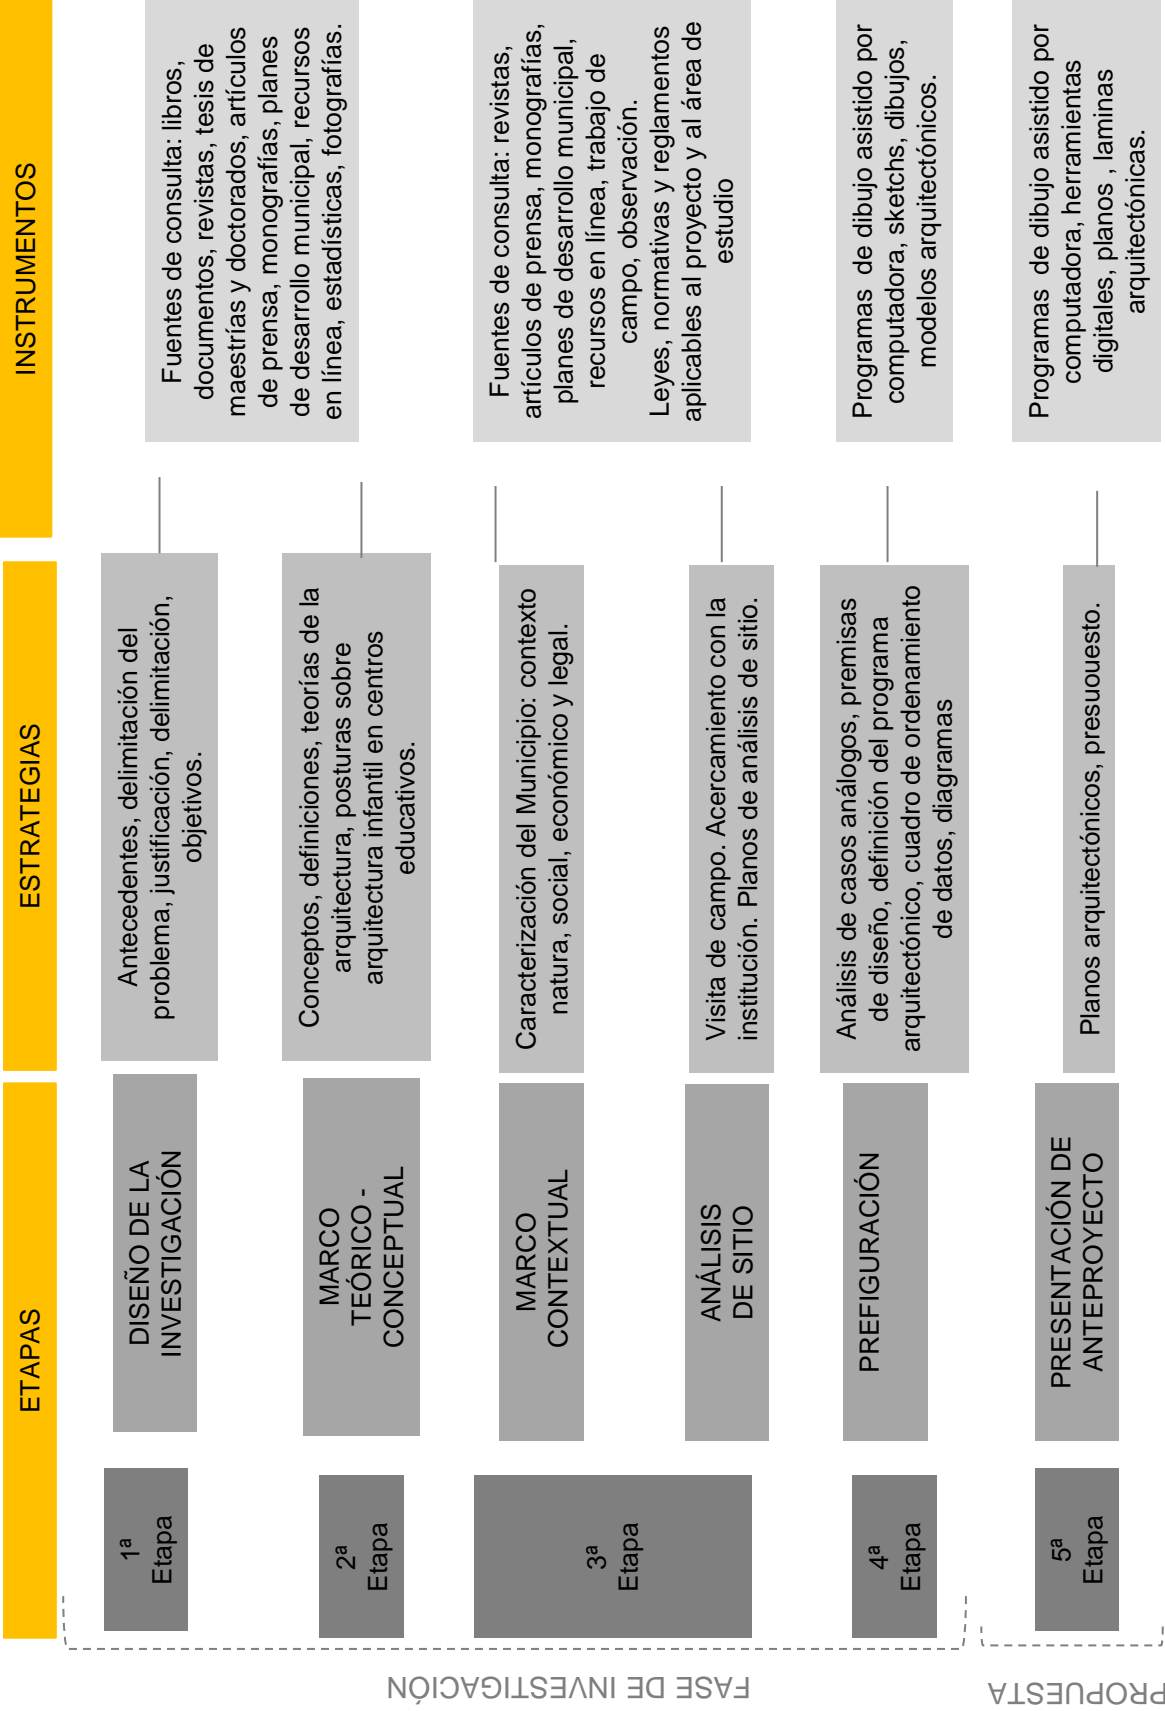 ETAPAS
ESTRATEGIAS
INSTRUMENTOS
FASE DE INVESTIGACIÓN
1ª
Etapa
DISEÑO DE LA
INVESTIGACIÓN
Antecedentes, delimitación del
problema, justificación, delimitación,
objetivos.
Fuentes de consulta: libros,
documentos, revistas, tesis de
maestrías y doctorados, artículos
de prensa, monografías, planes
de desarrollo municipal, recursos
en línea, estadísticas, fotografías.
2ª
Etapa
MARCO
TEÓRICO -
CONCEPTUAL
Conceptos, definiciones, teorías de la
arquitectura, posturas sobre
arquitectura infantil en centros
educativos.
3ª
Etapa
MARCO
CONTEXTUAL
Caracterización del Municipio: contexto
natura, social, económico y legal.
Fuentes de consulta: revistas,
artículos de prensa, monografías,
planes de desarrollo municipal,
recursos en línea, trabajo de
campo, observación.
Leyes, normativas y reglamentos
aplicables al proyecto y al área de
estudio
ANÁLISIS
DE SITIO
Visita de campo. Acercamiento con la
institución. Planos de análisis de sitio.
4ª
Etapa
PREFIGURACIÓN
Análisis de casos análogos, premisas
de diseño, definición del programa
arquitectónico, cuadro de ordenamiento
de datos, diagramas
Programas de dibujo asistido por
computadora, sketchs, dibujos,
modelos arquitectónicos.
PROPUESTA
5ª
Etapa
PRESENTACIÓN DE
ANTEPROYECTO
Planos arquitectónicos, presuouesto.
Programas de dibujo asistido por
computadora, herramientas
digitales, planos , laminas
arquitectónicas.